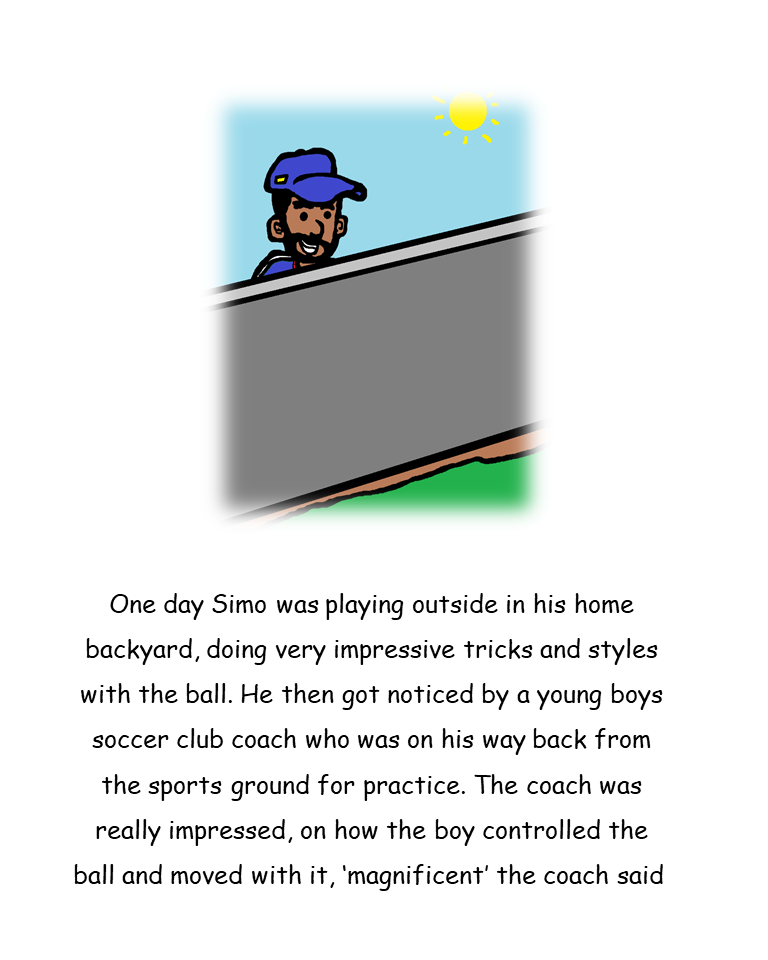 One day Simo was playing outside in his home
backyard, doing very impressive tricks and styles
with the ball. He then got noticed by a young boys
soccer club coach who was on his way back from
the sports ground for practice. The coach was
really impressed, on how the boy controlled the
ball and moved with it, ‘magnificent’ the coach said